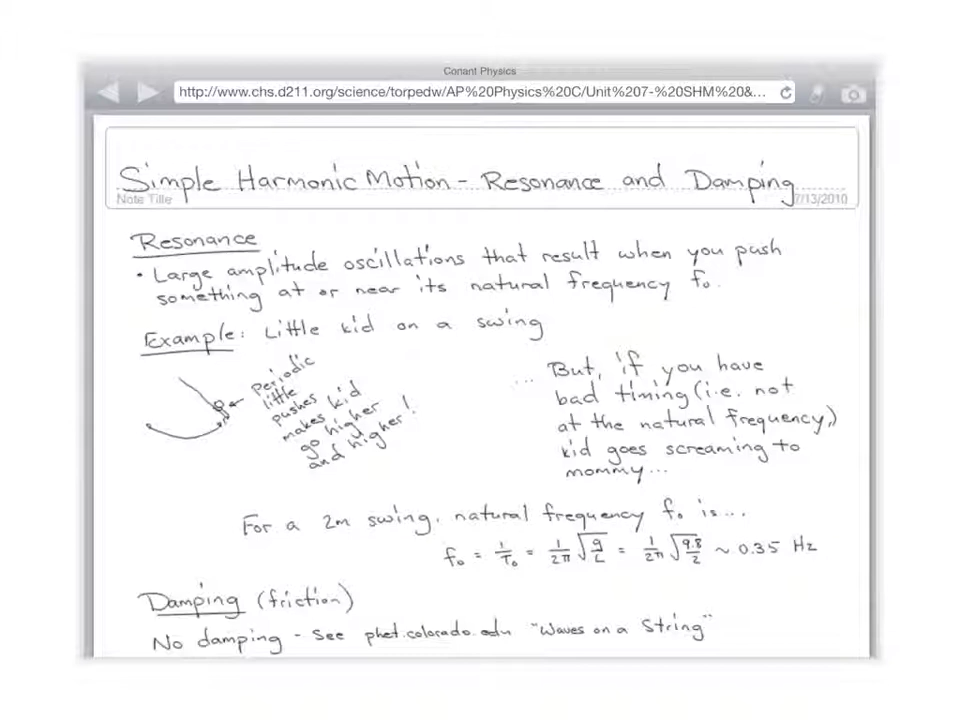 Conant Physics
http://www.chs.d211.org/science/torpedw/AP%20Physics%20C/Unit%207-%20SHM%20&...
Simple Harmonic Motion - Resonance and Damping
Note Title
7/13/2010
Resonance
• Large amplitude oscillations that result when you push
something at or near its natural frequency f₀.
Example: Little kid on a swing
Periodic
little
pushes
makes kid
go higher
and higher!
... But, if you have
bad timing (i.e. not
at the natural frequency,)
kid goes screaming to
mommy...
For a 2m swing, natural frequency f₀ is...
f₀ = 1/T₀ = 1/2π √g/L = 1/2π √9.8/2 ~ 0.35 Hz
Damping (friction)
No damping - See phet.colorado.edu "Waves on a String"